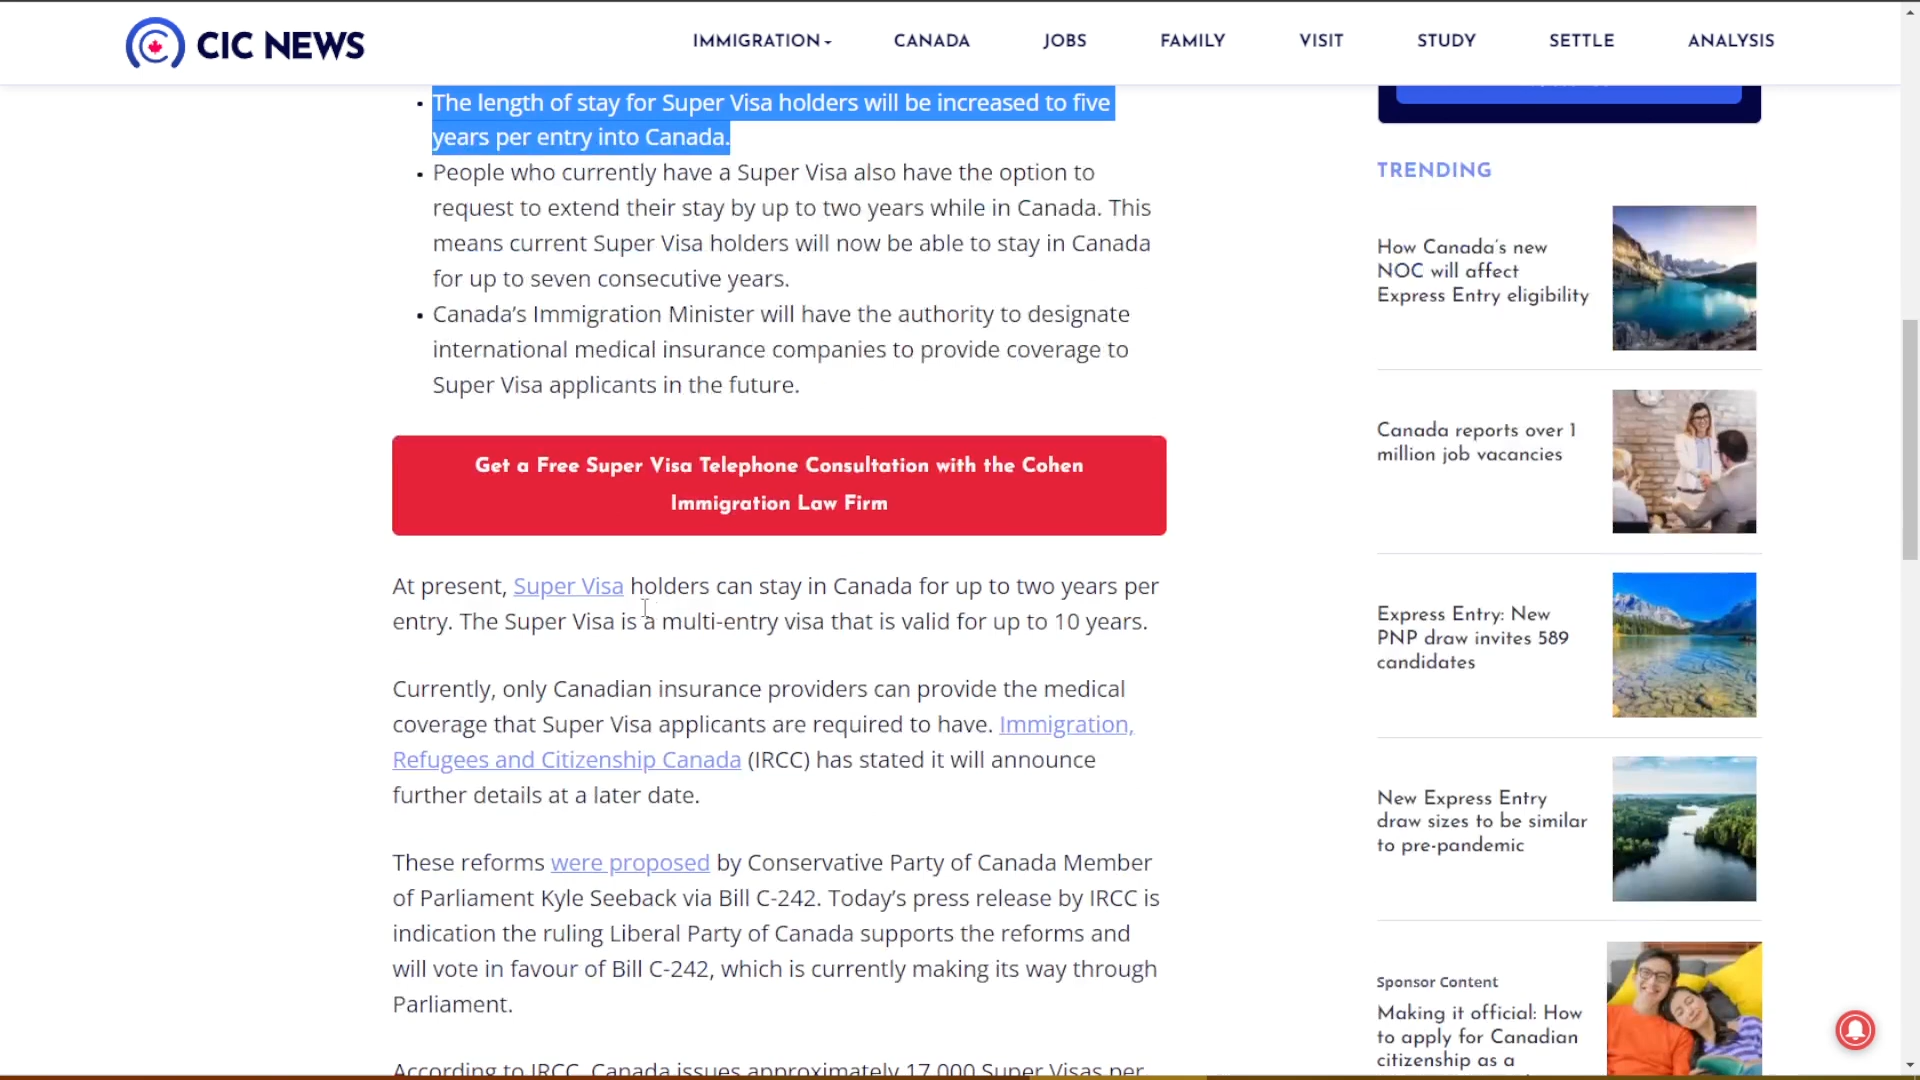 CIC NEWS
IMMIGRATION
CANADA
JOBS
FAMILY
VISIT
STUDY
SETTLE
ANALYSIS
• The length of stay for Super Visa holders will be increased to five
years per entry into Canada.
• People who currently have a Super Visa also have the option to
request to extend their stay by up to two years while in Canada. This
means current Super Visa holders will now be able to stay in Canada
for up to seven consecutive years.
• Canada’s Immigration Minister will have the authority to designate
international medical insurance companies to provide coverage to
Super Visa applicants in the future.
Get a Free Super Visa Telephone Consultation with the Cohen
Immigration Law Firm
At present, Super Visa holders can stay in Canada for up to two years per
entry. The Super Visa is a multi-entry visa that is valid for up to 10 years.
Currently, only Canadian insurance providers can provide the medical
coverage that Super Visa applicants are required to have. Immigration,
Refugees and Citizenship Canada (IRCC) has stated it will announce
further details at a later date.
These reforms were proposed by Conservative Party of Canada Member
of Parliament Kyle Seeback via Bill C-242. Today’s press release by IRCC is
indication the ruling Liberal Party of Canada supports the reforms and
will vote in favour of Bill C-242, which is currently making its way through
Parliament.
According to IRCC, Canada issues approximately 17,000 Super Visas per
TRENDING
How Canada’s new
NOC will affect
Express Entry eligibility
Canada reports over 1
million job vacancies
Express Entry: New
PNP draw invites 589
candidates
New Express Entry
draw sizes to be similar
to pre-pandemic
Sponsor Content
Making it official: How
to apply for Canadian
citizenship as a